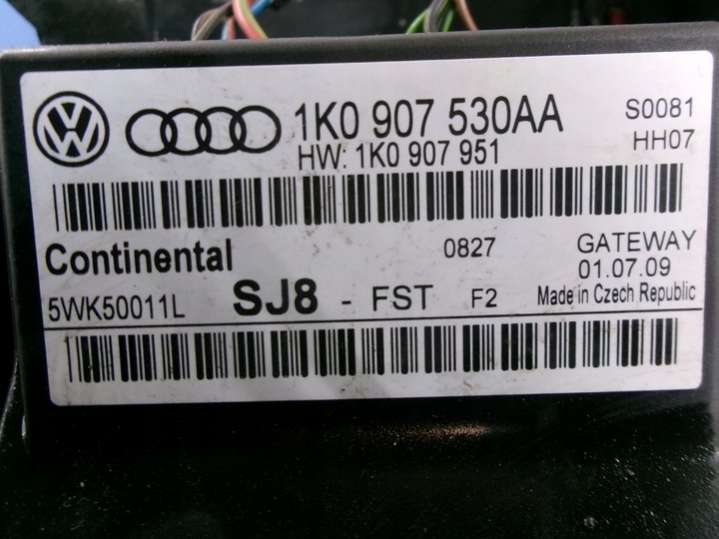 1K0 907 530AA S0081
HW: 1K0 907 951 HH07
Continental 0827 GATEWAY
01.07.09
5WK50011L SJ8 - FST F2 Made in Czech Republic